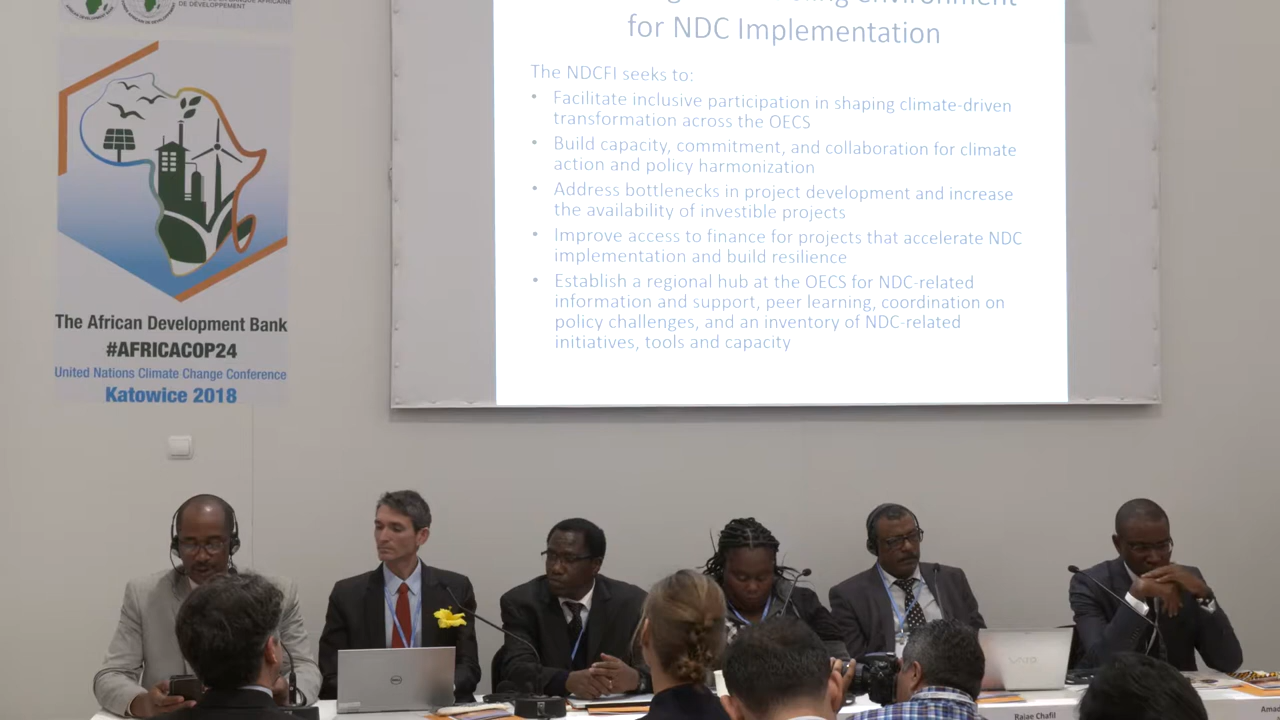 DE DÉVELOPPEMENT
The African Development Bank
#AFRICACOP24
United Nations Climate Change Conference
Katowice 2018
for NDC Implementation
The NDCFI seeks to:
• Facilitate inclusive participation in shaping climate-driven
transformation across the OECS
• Build capacity, commitment, and collaboration for climate
action and policy harmonization
• Address bottlenecks in project development and increase
the availability of investible projects
• Improve access to finance for projects that accelerate NDC
implementation and build resilience
• Establish a regional hub at the OECS for NDC-related
information and support, peer learning, coordination on
policy challenges, and an inventory of NDC-related
initiatives, tools and capacity
DELL
VAIO
Rajae Chafil